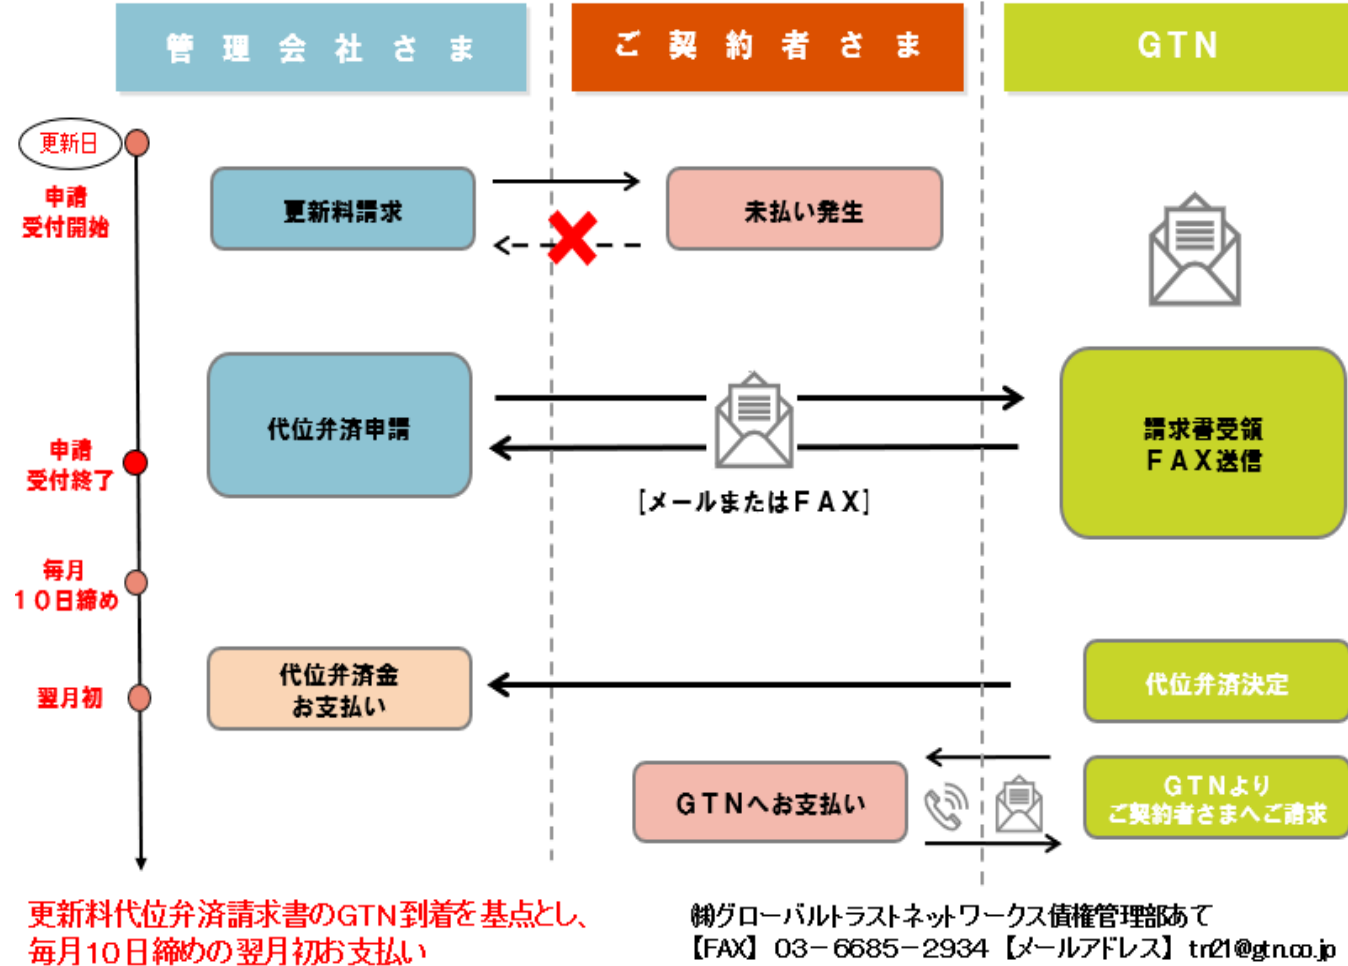 管理会社さま
ご契約者さま
GTN
更新日
申請
受付開始
更新料請求
未払い発生
代位弁済申請
請求書受領
FAX送信
申請
受付終了
[メールまたはFAX]
毎月
10日締め
代位弁済金
お支払い
代位弁済決定
翌月初
GTNへお支払い
GTNより
ご契約者さまへご請求
更新料代位弁済請求書のGTN到着を基点とし、
毎月10日締めの翌月初お支払い
㈱グローバルトラストネットワークス債権管理部あて
【FAX】03-6685-2934【メールアドレス】tn21@gtn.co.jp